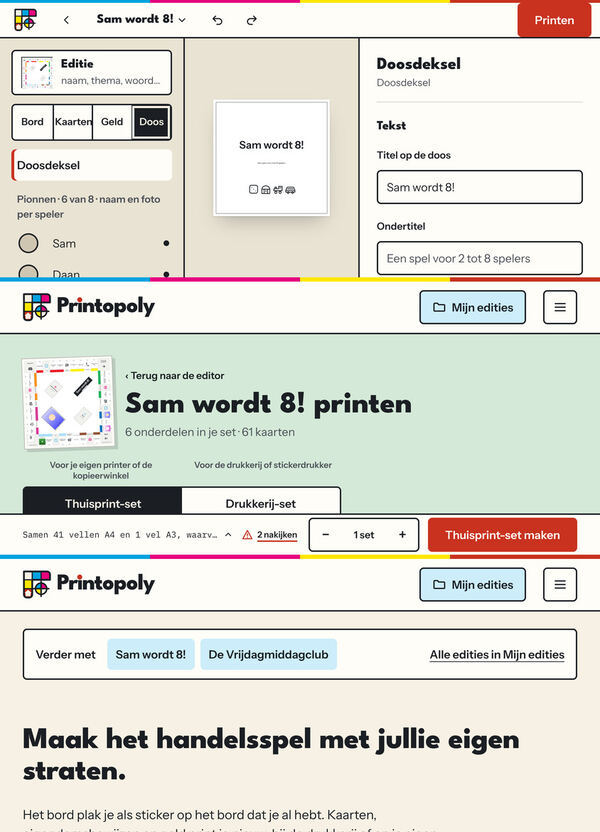 Sam wordt 8!
Printen
Editie
naam, thema, woord…
Bord
Kaarten
Geld
Doos
Doosdeksel
Pionnen · 6 van 8 · naam en foto
per speler
Sam
Daan
Sam wordt 8!
Doosdeksel
Doosdeksel
Tekst
Titel op de doos
Sam wordt 8!
Ondertitel
Een spel voor 2 tot 8 spelers
Printopoly
Mijn edities
‹ Terug naar de editor
Sam wordt 8! printen
6 onderdelen in je set · 61 kaarten
Voor je eigen printer of de
kopieerwinkel
Voor de drukkerij of stickerdrukker
Thuisprint-set
Drukkerij-set
Samen 41 vellen A4 en 1 vel A3, waarv…
2 nakijken
− 1 set +
Thuisprint-set maken
Printopoly
Mijn edities
Verder met
Sam wordt 8!
De Vrijdagmiddagclub
Alle edities in Mijn edities
Maak het handelsspel met jullie eigen
straten.
Het bord plak je als sticker op het bord dat je al hebt. Kaarten,